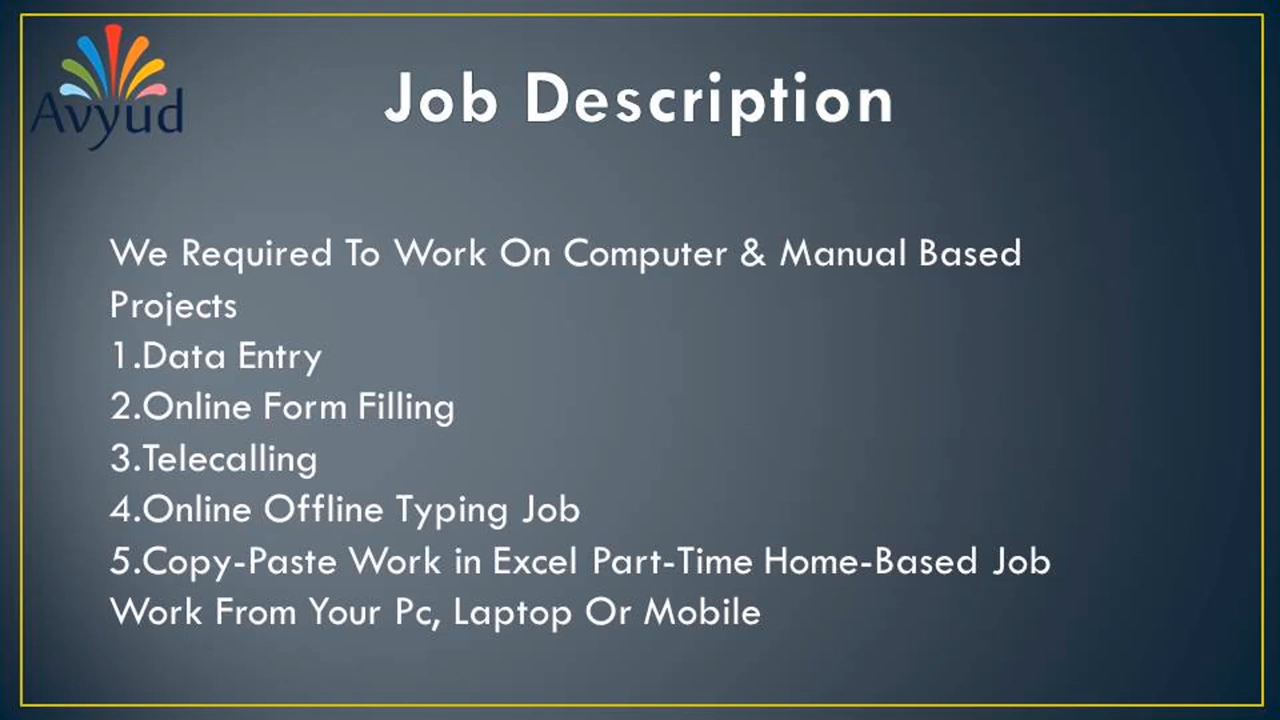 Avyud
Job Description
We Required To Work On Computer & Manual Based
Projects
1.Data Entry
2.Online Form Filling
3.Telecalling
4.Online Offline Typing Job
5.Copy-Paste Work in Excel Part-Time Home-Based Job
Work From Your Pc, Laptop Or Mobile